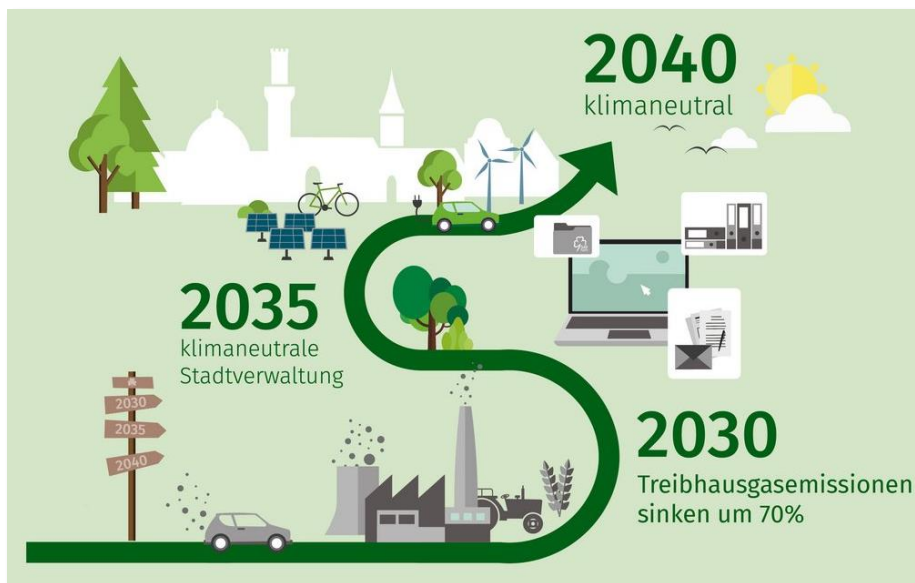 2040
klimaneutral
2035
klimaneutrale
Stadtverwaltung
2030
2035
2040
2030
Treibhausgasemissionen
sinken um 70%